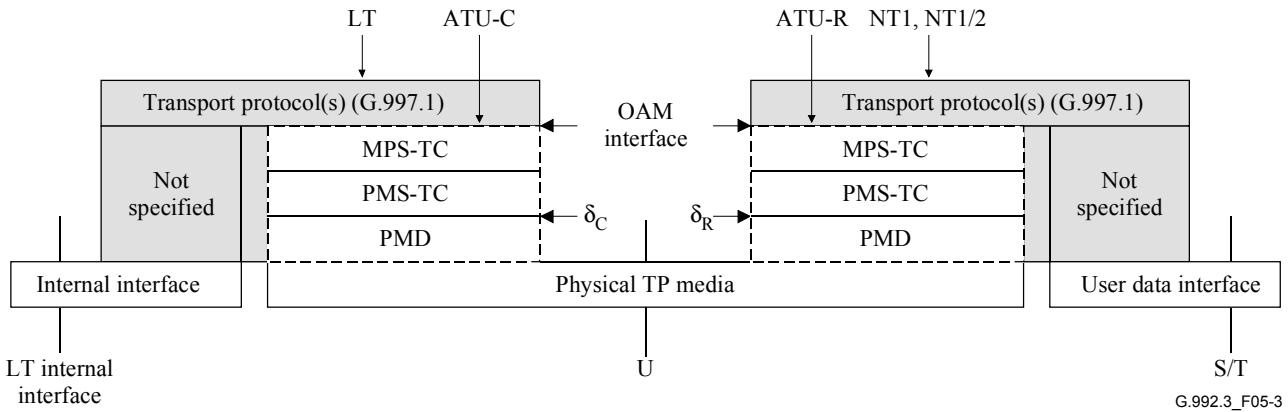 LT
ATU-C
ATU-R
NT1, NT1/2
Transport protocol(s) (G.997.1)
OAM
interface
Transport protocol(s) (G.997.1)
Not
specified
MPS-TC
PMS-TC
PMD
δC
δR
MPS-TC
PMS-TC
PMD
Not
specified
Internal interface
Physical TP media
User data interface
LT internal
interface
U
S/T
G.992.3_F05-3